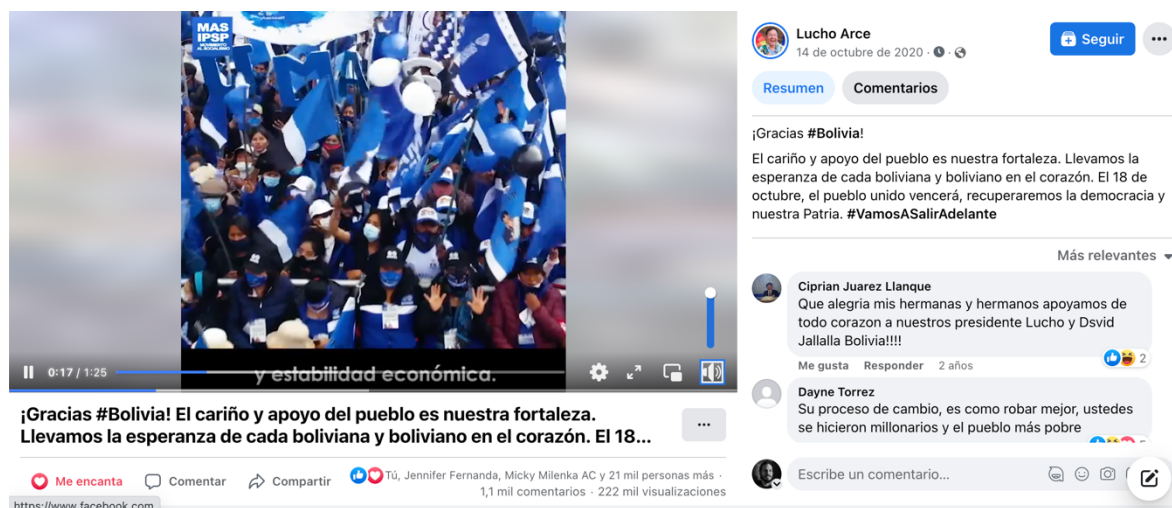 MAS
IPSP
MOVIMIENTO
AL SOCIALISMO
UMA
0:17 / 1:25
y estabilidad económica.
¡Gracias #Bolivia! El cariño y apoyo del pueblo es nuestra fortaleza.
Llevamos la esperanza de cada boliviana y boliviano en el corazón. El 18...
Me encanta
Comentar
Compartir
Tú, Jennifer Fernanda, Micky Milenka AC y 21 mil personas más ·
1,1 mil comentarios · 222 mil visualizaciones
https://www.facebook.com
Lucho Arce
14 de octubre de 2020 ·
Seguir
Resumen
Comentarios
¡Gracias #Bolivia!
El cariño y apoyo del pueblo es nuestra fortaleza. Llevamos la
esperanza de cada boliviana y boliviano en el corazón. El 18 de
octubre, el pueblo unido vencerá, recuperaremos la democracia y
nuestra Patria. #VamosASalirAdelante
Más relevantes
Ciprian Juarez Llanque
Que alegria mis hermanas y hermanos apoyamos de
todo corazon a nuestros presidente Lucho y Dsvid
Jallalla Bolivia!!!!
2
Me gusta
Responder
2 años
Dayne Torrez
Su proceso de cambio, es como robar mejor, ustedes
se hicieron millonarios y el pueblo más pobre
Escribe un comentario...